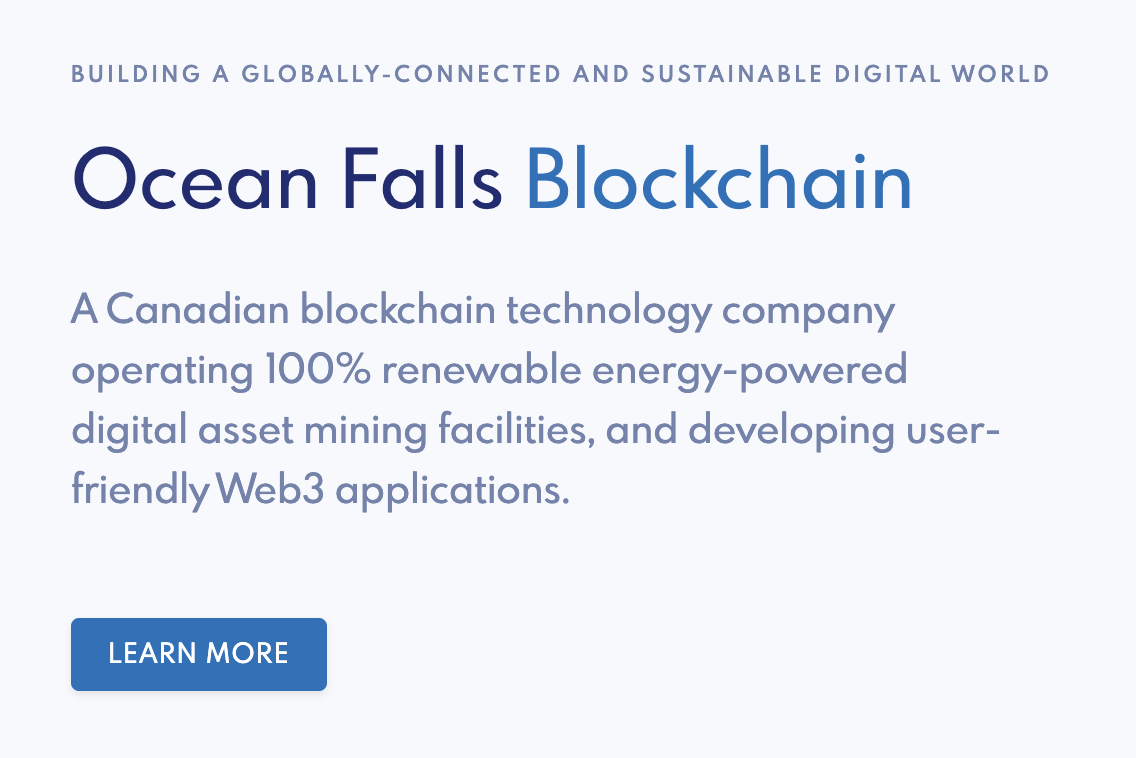 BUILDING A GLOBALLY-CONNECTED AND SUSTAINABLE DIGITAL WORLD
Ocean Falls Blockchain
A Canadian blockchain technology company
operating 100% renewable energy-powered
digital asset mining facilities, and developing user-
friendly Web3 applications.
LEARN MORE